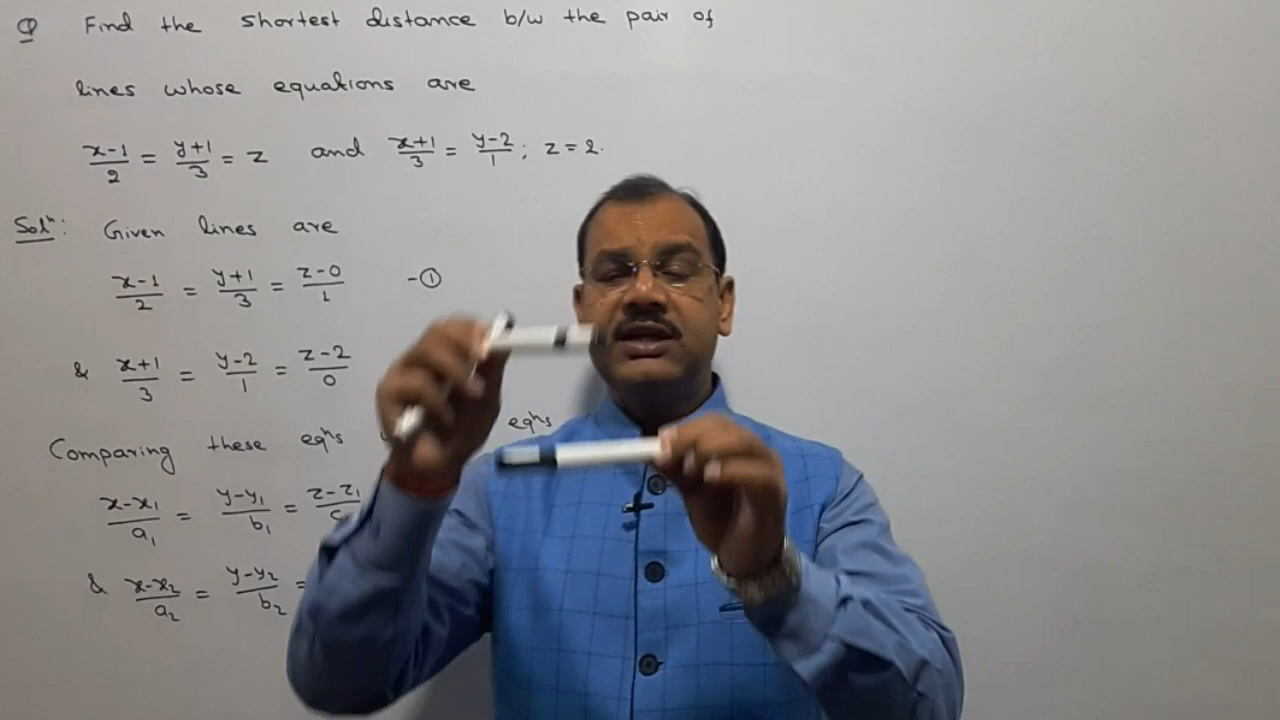 Q Find the shortest distance b/w the pair of
lines whose equations are
x-1/2 = y+1/3 = z and x+1/3 = y-2/1 ; z = 2.
Solⁿ: Given lines are
x-1/2 = y+1/3 = z-0/1 -①
& x+1/3 = y-2/1 = z-2/0
Comparing these eqⁿs eqⁿs
x-x₁/a₁ = y-y₁/b₁ = z-z₁/c
& x-x₂/a₂ = y-y₂/b₂ =